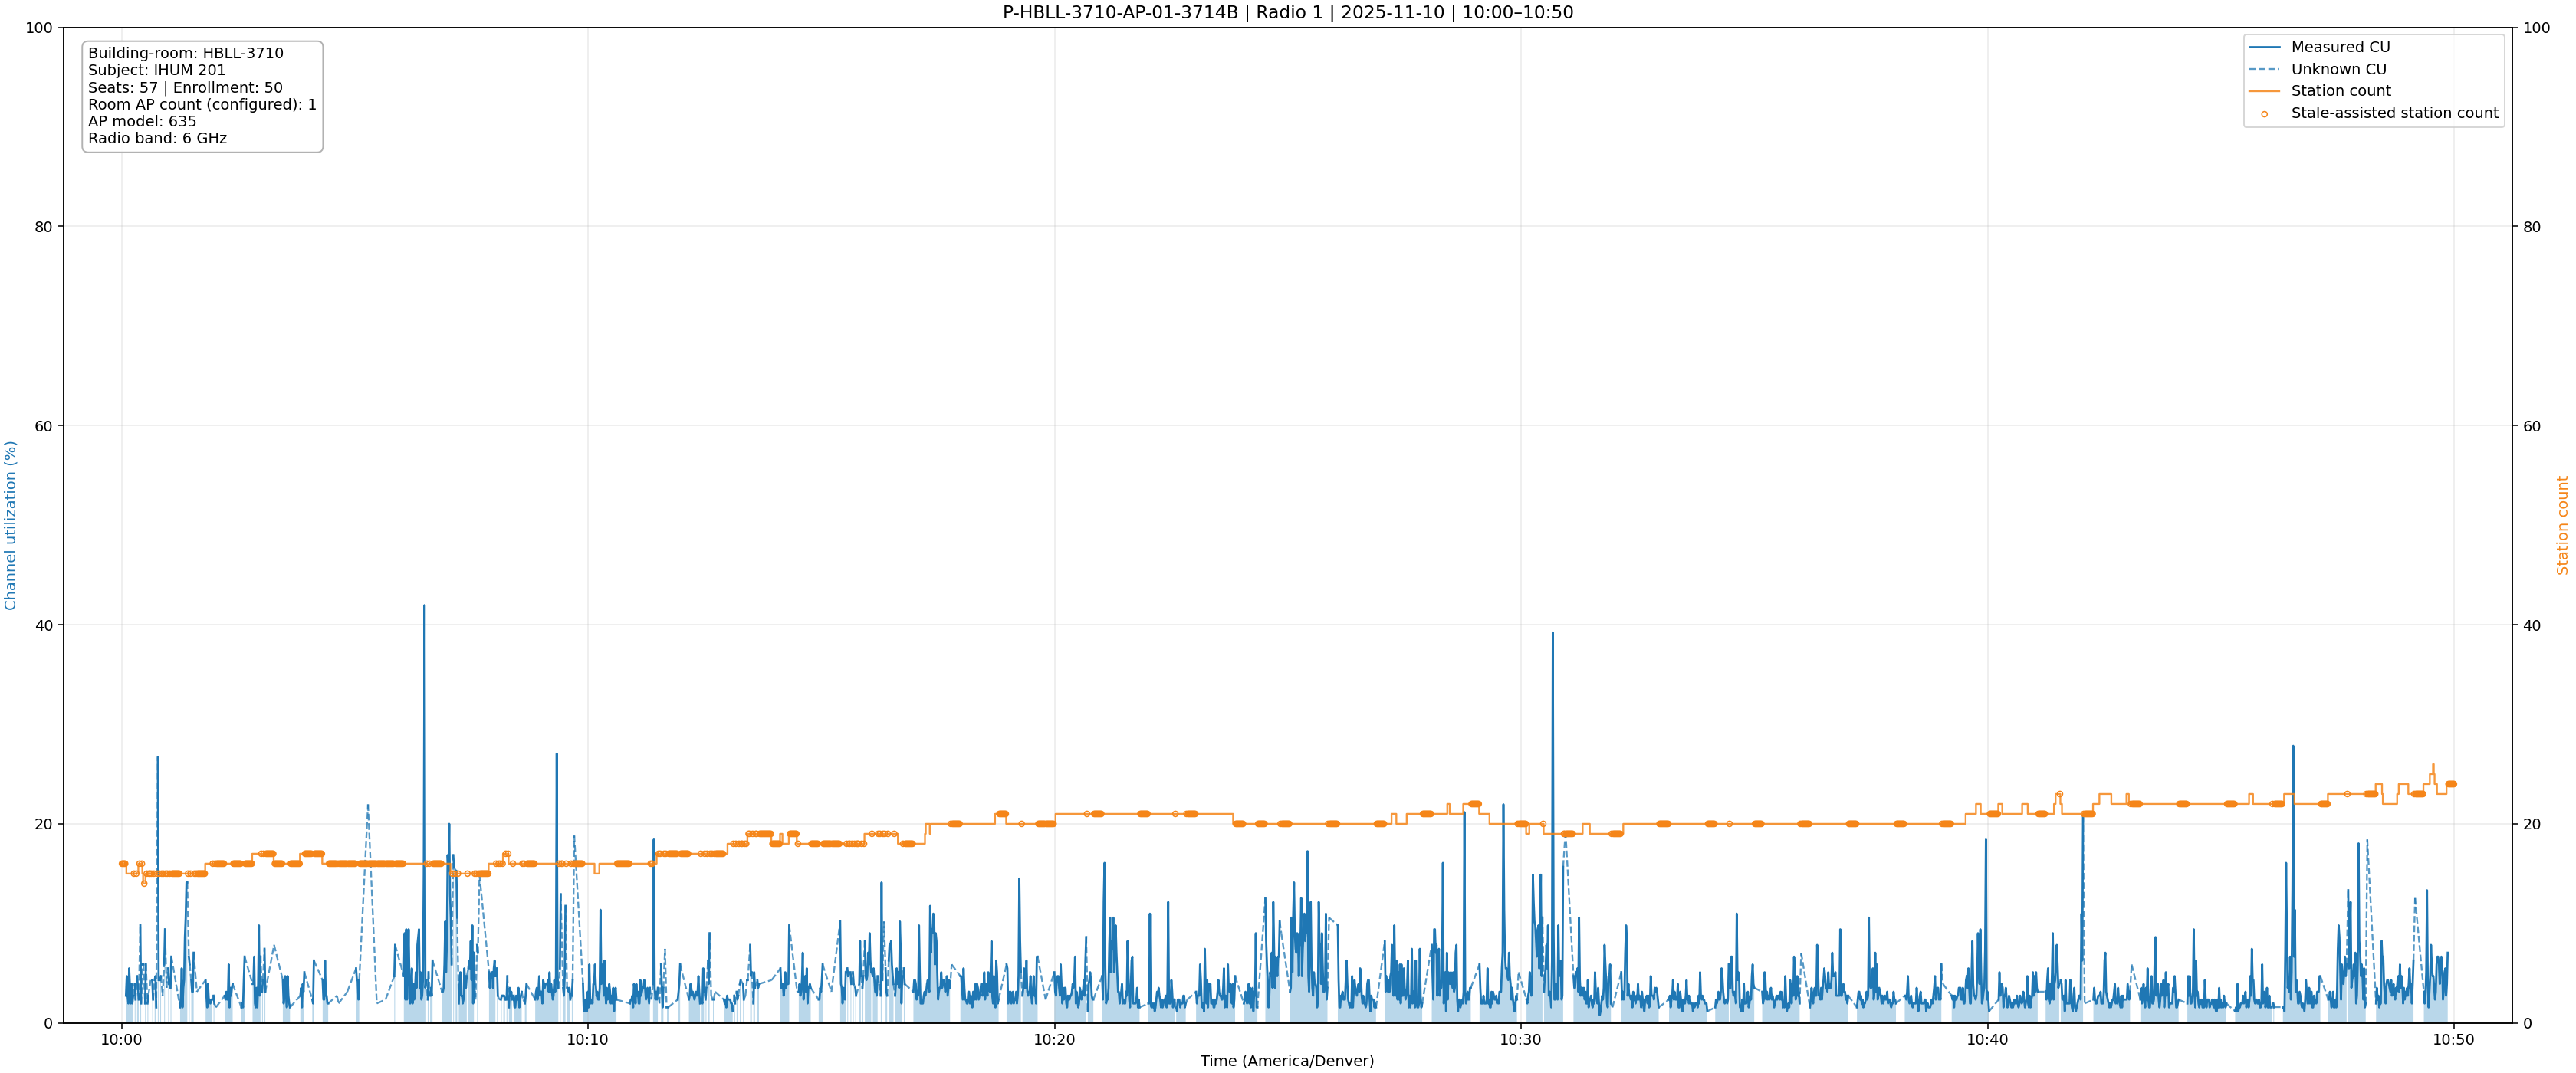 P-HBLL-3710-AP-01-3714B | Radio 1 | 2025-11-10 | 10:00–10:50
Building-room: HBLL-3710
Subject: IHUM 201
Seats: 57 | Enrollment: 50
Room AP count (configured): 1
AP model: 635
Radio band: 6 GHz
Measured CU
Unknown CU
Station count
Stale-assisted station count
Channel utilization (%)
100
80
60
40
20
0
100
80
60
40
20
0
Station count
10:00
10:10
10:20
10:30
10:40
10:50
Time (America/Denver)